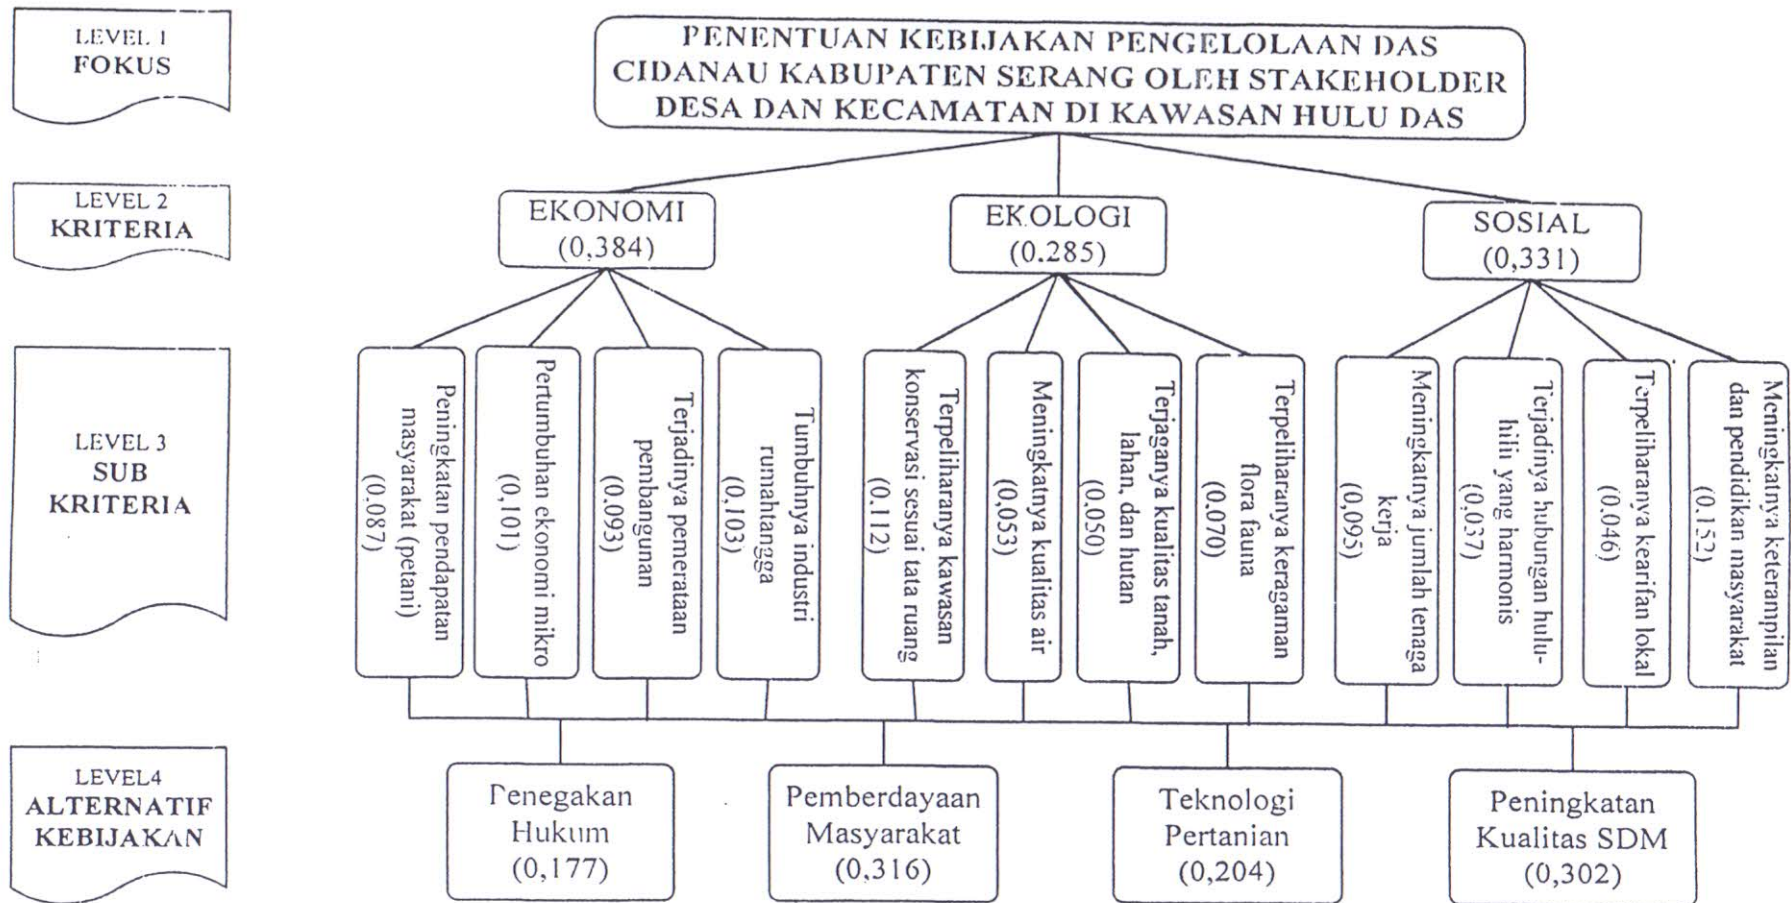 LEVEL 1
FOKUS
PENENTUAN KEBIJAKAN PENGELOLAAN DAS
CIDANAU KABUPATEN SERANG OLEH STAKEHOLDER
DESA DAN KECAMATAN DI KAWASAN HULU DAS
LEVEL 2
KRITERIA
EKONOMI
(0,384)
EKOLOGI
(0.285)
SOSIAL
(0,331)
LEVEL 3
SUB
KRITERIA
Peningkatan pendapatan
masyarakat (petani)
(0.087)
Pertumbuhan ekonomi mikro
(0,101)
Terjadinya pemerataan
pembangunan
(0.093)
Tumbuhnya industri
rumahtangga
(0,103)
Terpeliharanya kawasan
konservasi sesuai tata ruang
(0.112)
Meningkatnya kualitas air
(0,053)
Terjaganya kualitas tanah,
lahan, dan hutan
(0.050)
Terpeliharanya keragaman
flora fauna
(0.070)
Meningkatnya jumlah tenaga
kerja
(0,095)
Terjadinya hubungan hulu-
hilir yang harmonis
(0,037)
Terpeliharanya kearifan lokal
(0.046)
Meningkatnya keterampilan
dan pendidikan masyarakat
(0.152)
LEVEL4
ALTERNATIF
KEBIJAKAN
Penegakan
Hukum
(0,177)
Pemberdayaan
Masyarakat
(0,316)
Teknologi
Pertanian
(0,204)
Peningkatan
Kualitas SDM
(0,302)